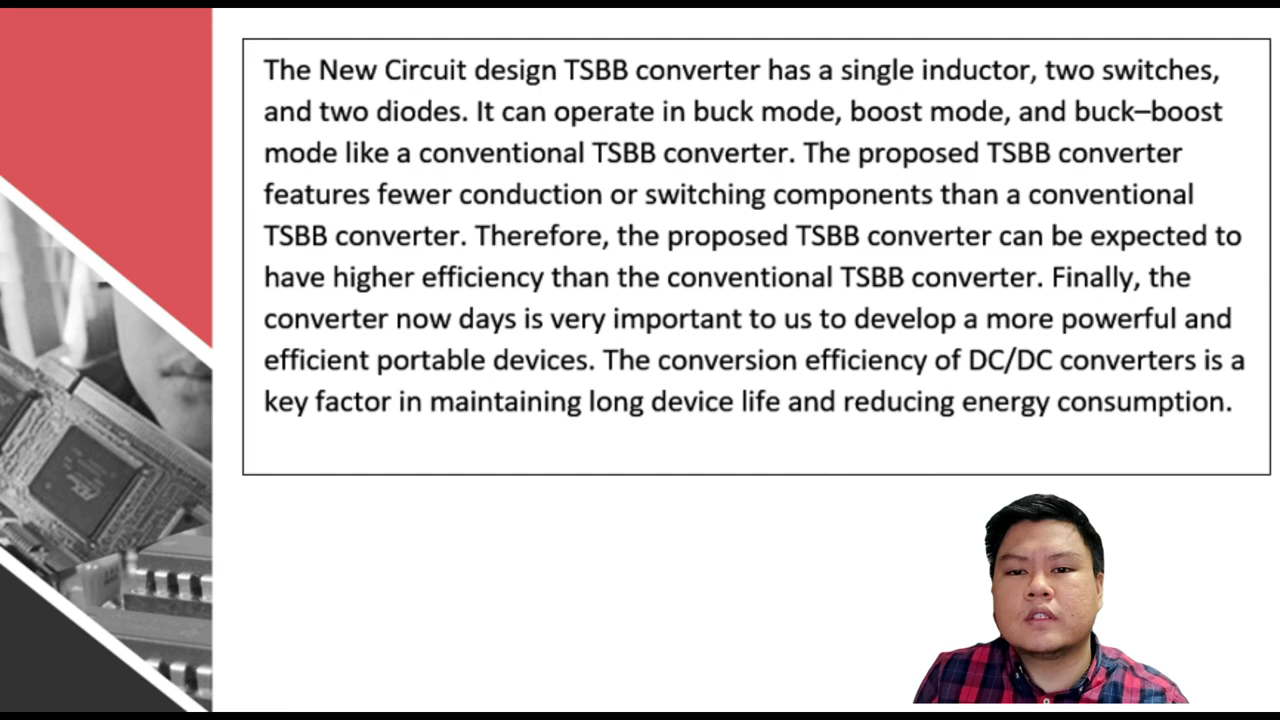 The New Circuit design TSBB converter has a single inductor, two switches,
and two diodes. It can operate in buck mode, boost mode, and buck–boost
mode like a conventional TSBB converter. The proposed TSBB converter
features fewer conduction or switching components than a conventional
TSBB converter. Therefore, the proposed TSBB converter can be expected to
have higher efficiency than the conventional TSBB converter. Finally, the
converter now days is very important to us to develop a more powerful and
efficient portable devices. The conversion efficiency of DC/DC converters is a
key factor in maintaining long device life and reducing energy consumption.